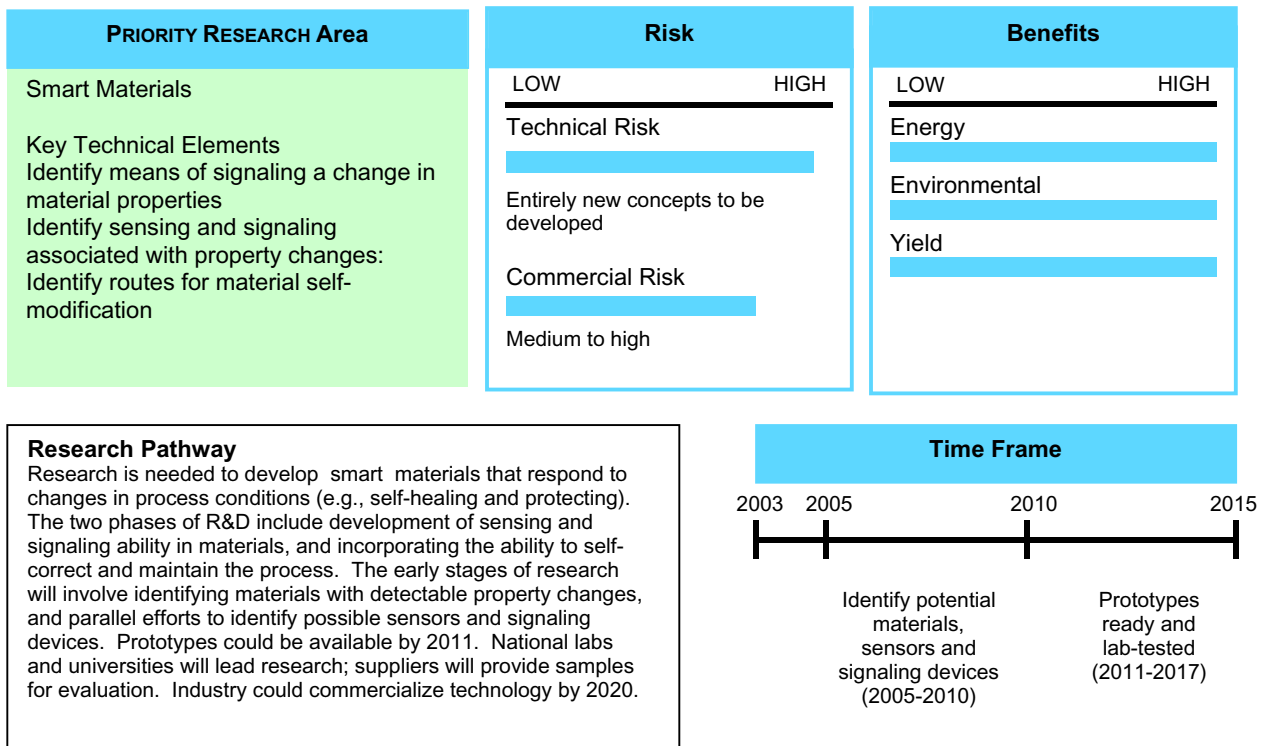 PRIORITY RESEARCH Area
Smart Materials
Key Technical Elements
Identify means of signaling a change in
material properties
Identify sensing and signaling
associated with property changes:
Identify routes for material self-
modification
Risk
LOW HIGH
Technical Risk
Entirely new concepts to be
developed
Commercial Risk
Medium to high
Benefits
LOW HIGH
Energy
Environmental
Yield
Research Pathway
Research is needed to develop smart materials that respond to
changes in process conditions (e.g., self-healing and protecting).
The two phases of R&D include development of sensing and
signaling ability in materials, and incorporating the ability to self-
correct and maintain the process. The early stages of research
will involve identifying materials with detectable property changes,
and parallel efforts to identify possible sensors and signaling
devices. Prototypes could be available by 2011. National labs
and universities will lead research; suppliers will provide samples
for evaluation. Industry could commercialize technology by 2020.
Time Frame
2003 2005 2010 2015
Identify potential
materials,
sensors and
signaling devices
(2005-2010)
Prototypes
ready and
lab-tested
(2011-2017)